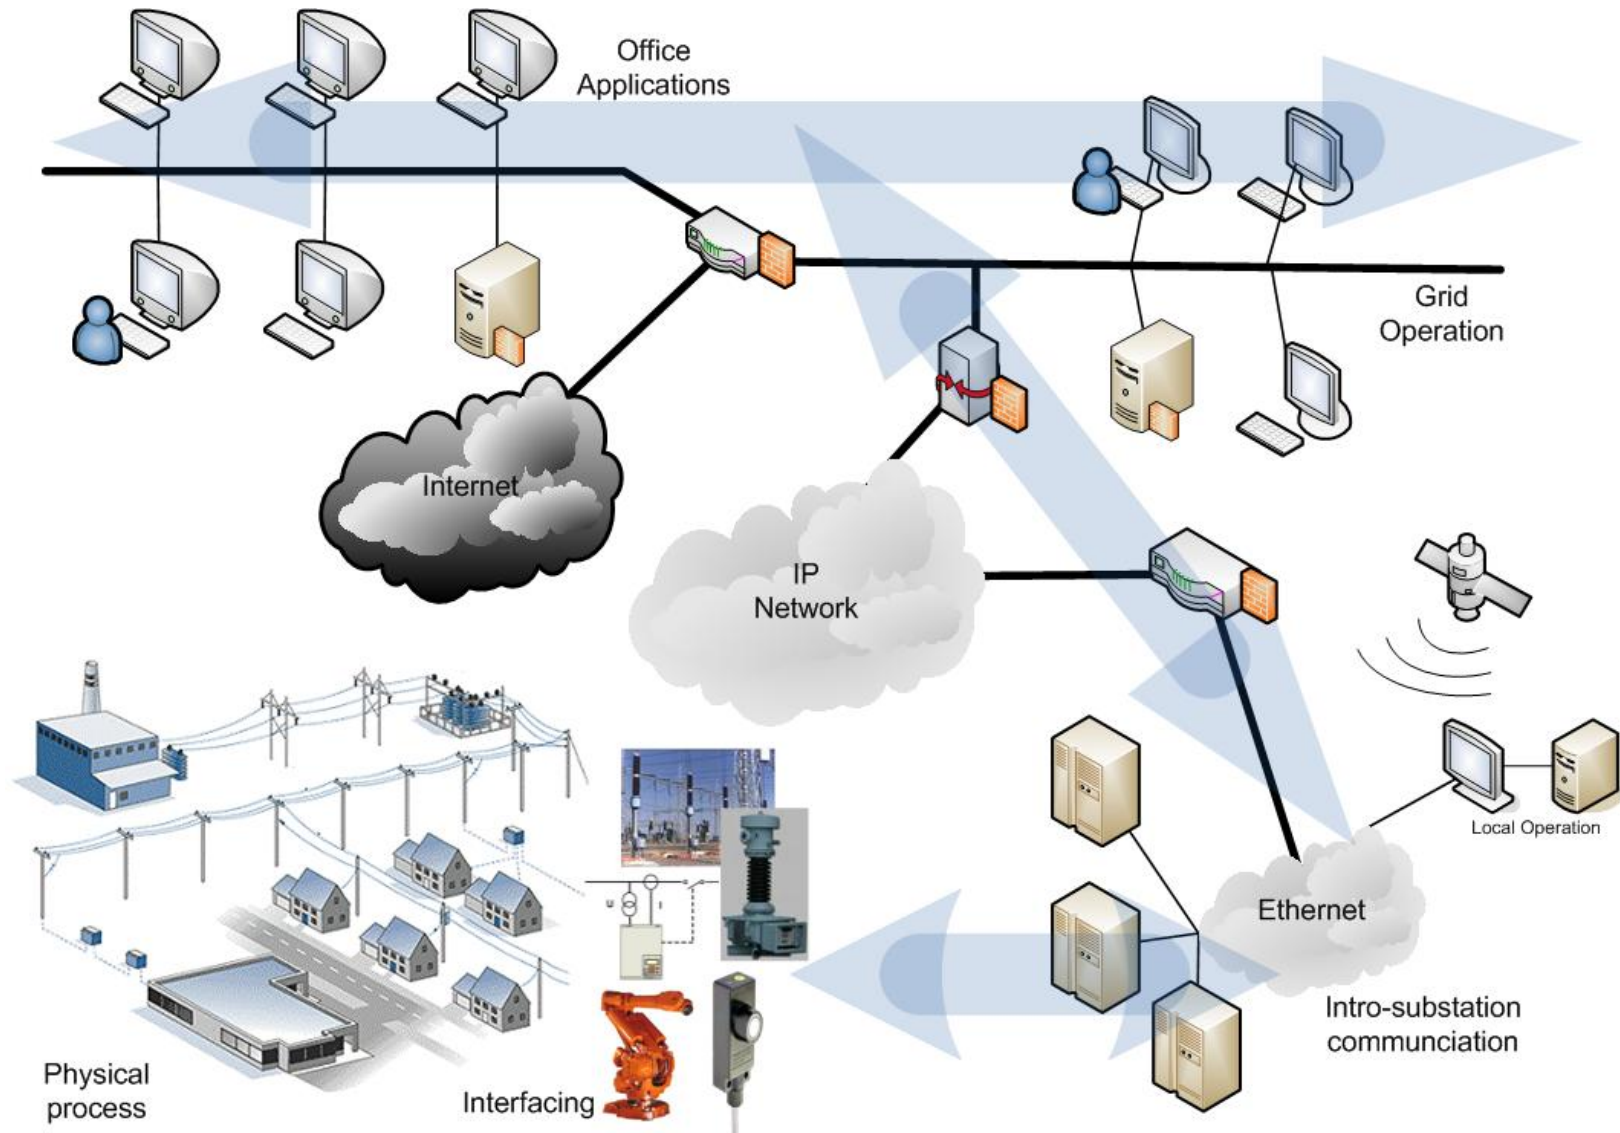 Office
Applications
Grid
Operation
Internet
IP
Network
Local Operation
Ethernet
U
I
Intro-substation
communciation
Physical
process
Interfacing